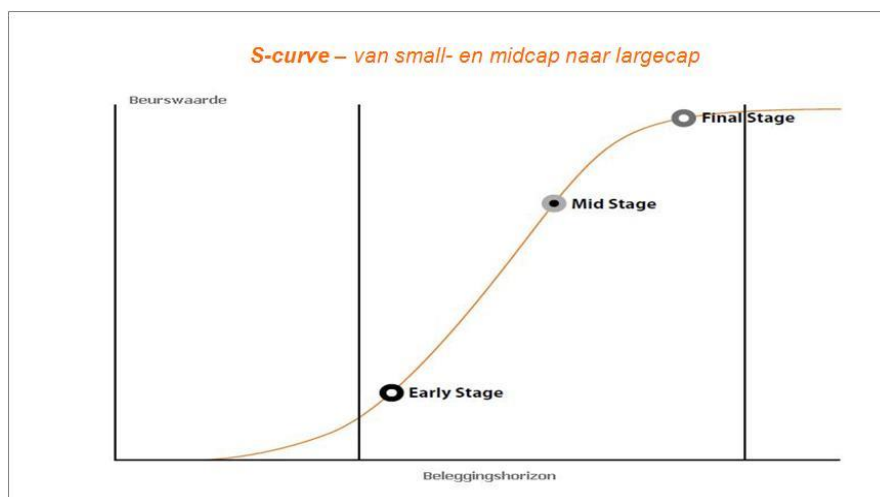 S-curve – van small- en midcap naar largecap
Beurswaarde
Final Stage
Mid Stage
Early Stage
Beleggingshorizon